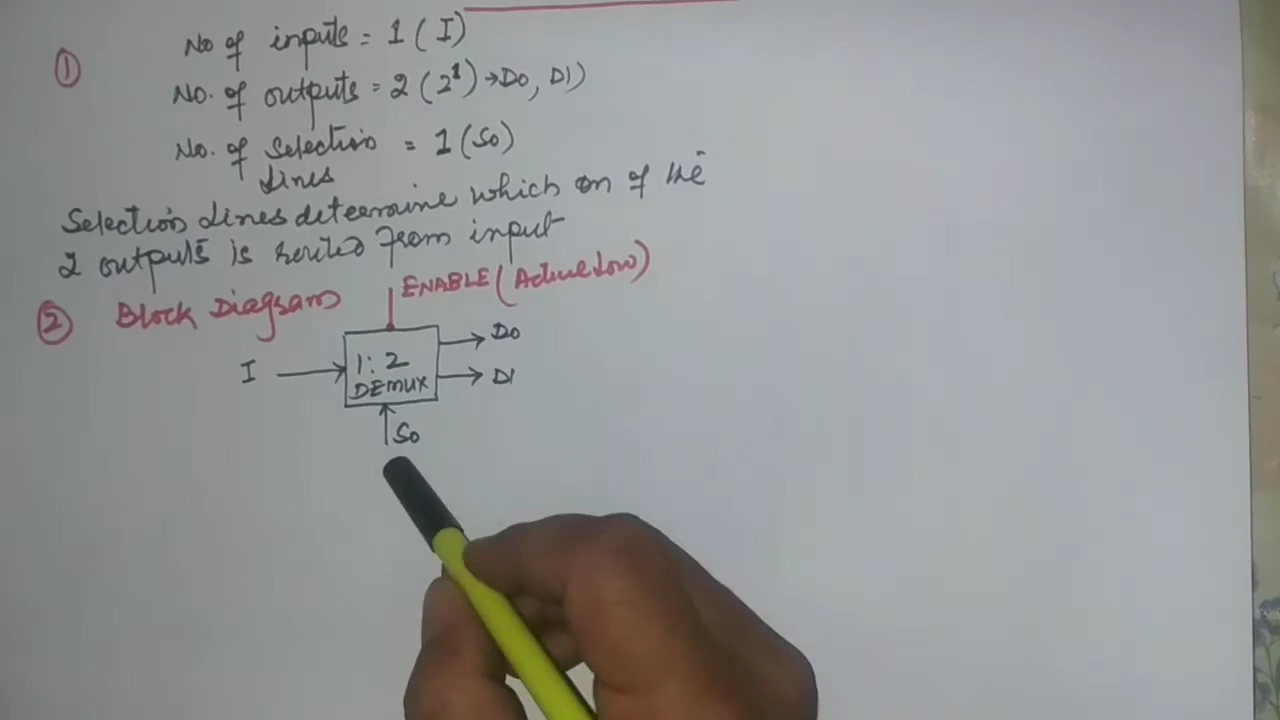 ① No of inputs = 1 (I)
No. of outputs = 2 (2¹) → D0, D1)
No. of Selection = 1 (S0)
Lines
Selection Lines determine which on of the
2 outputs is routed from input
② Block Diagram
ENABLE (Active Low)
I
1:2
DEMUX
D0
D1
S0